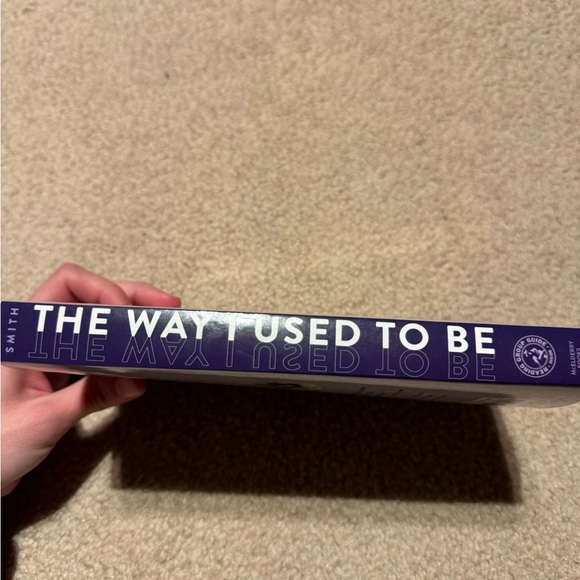 SMITH
THE WAY I USED TO BE
THE WAY I USED TO BE
READING GROUP GUIDE
McELDERRY
BOOKS